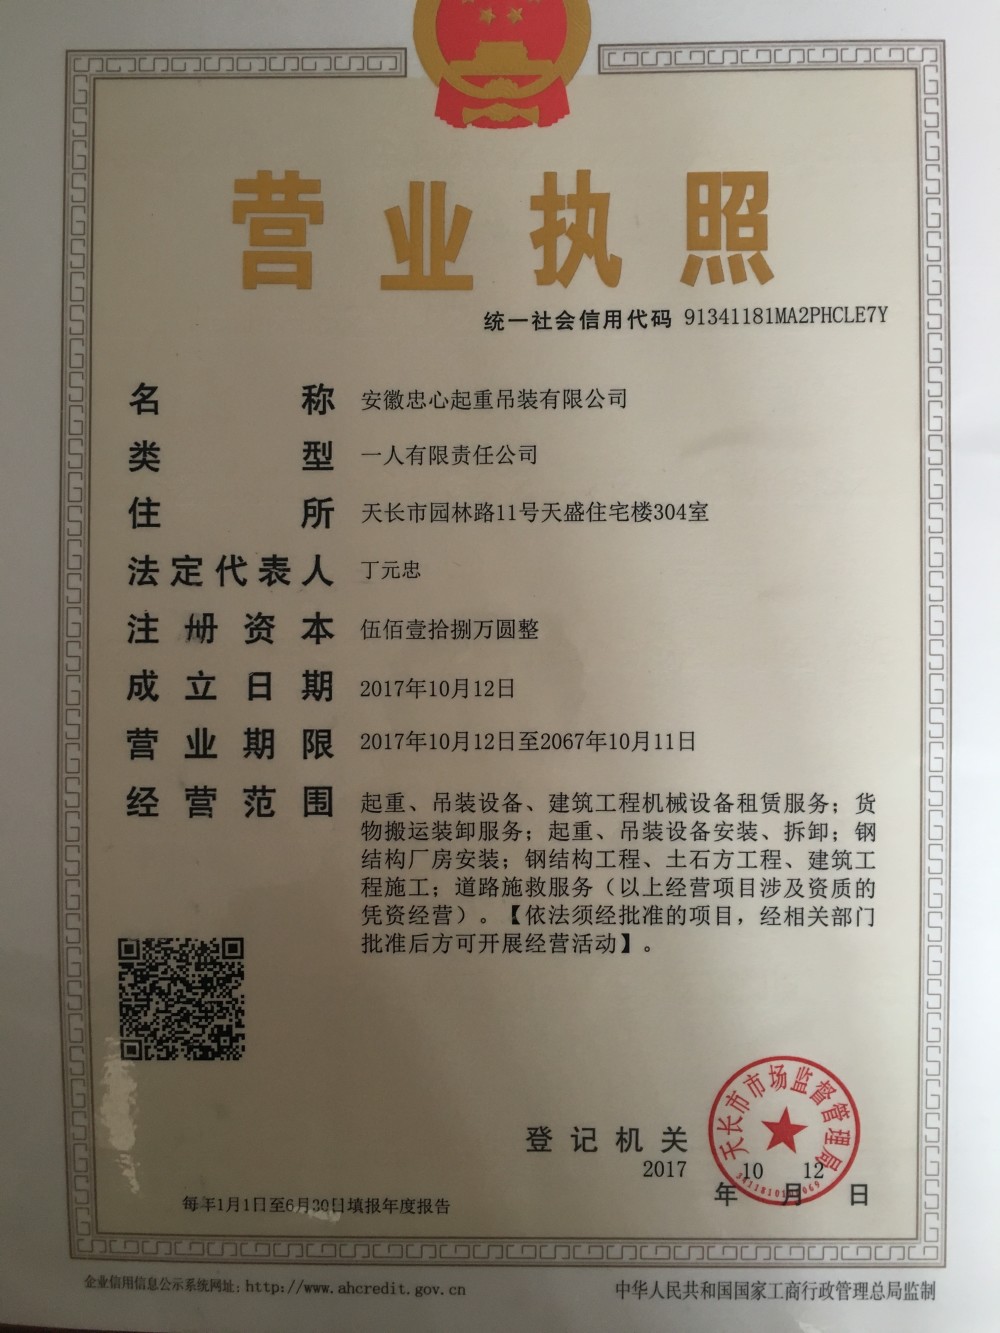 营业执照
统一社会信用代码 91341181MA2PHCLE7Y
名称 安徽忠心起重吊装有限公司
类型 一人有限责任公司
住所 天长市园林路11号天盛住宅楼304室
法定代表人 丁元忠
注册资本 伍佰壹拾捌万圆整
成立日期 2017年10月12日
营业期限 2017年10月12日至2067年10月11日
经营范围 起重、吊装设备、建筑工程机械设备租赁服务；货
物搬运装卸服务；起重、吊装设备安装、拆卸；钢
结构厂房安装；钢结构工程、土石方工程、建筑工
程施工；道路施救服务（以上经营项目涉及资质的
凭资经营）。【依法须经批准的项目，经相关部门
批准后方可开展经营活动】。
天长市市场监督管理局
登记机关
2017年10月12日
每年1月1日至6月30日填报年度报告
企业信用信息公示系统网址：http://www.ahcredit.gov.cn
中华人民共和国国家工商行政管理总局监制